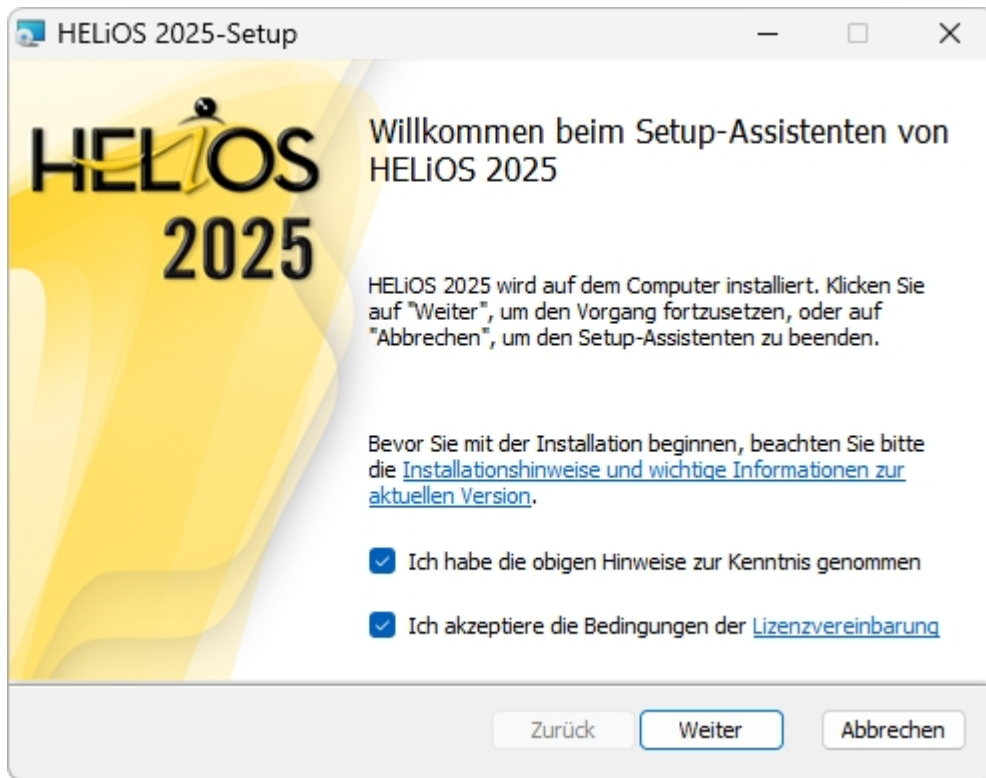 HELiOS 2025-Setup
HELiOS
2025
Willkommen beim Setup-Assistenten von
HELiOS 2025
HELiOS 2025 wird auf dem Computer installiert. Klicken Sie
auf "Weiter", um den Vorgang fortzusetzen, oder auf
"Abbrechen", um den Setup-Assistenten zu beenden.
Bevor Sie mit der Installation beginnen, beachten Sie bitte
die Installationshinweise und wichtige Informationen zur
aktuellen Version.
Ich habe die obigen Hinweise zur Kenntnis genommen
Ich akzeptiere die Bedingungen der Lizenzvereinbarung
Zurück Weiter Abbrechen